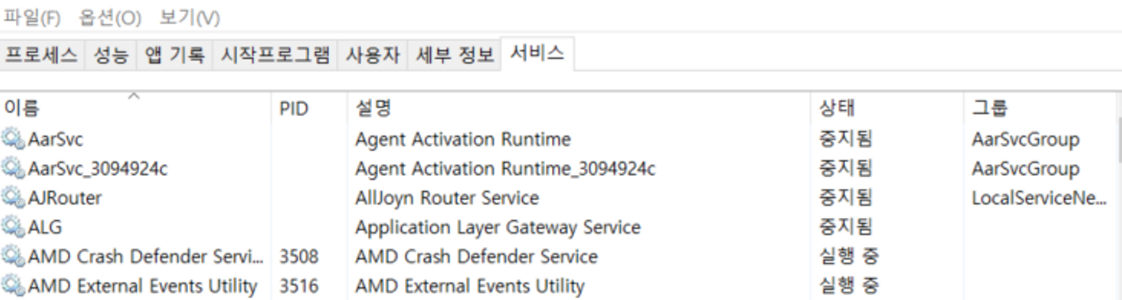 파일(F) 옵션(O) 보기(V)
프로세스 성능 앱 기록 시작프로그램 사용자 세부 정보 서비스
이름 PID 설명 상태 그룹
AarSvc Agent Activation Runtime 중지됨 AarSvcGroup
AarSvc_3094924c Agent Activation Runtime_3094924c 중지됨 AarSvcGroup
AJRouter AllJoyn Router Service 중지됨 LocalServiceNe...
ALG Application Layer Gateway Service 중지됨
AMD Crash Defender Servi... 3508 AMD Crash Defender Service 실행 중
AMD External Events Utility 3516 AMD External Events Utility 실행 중